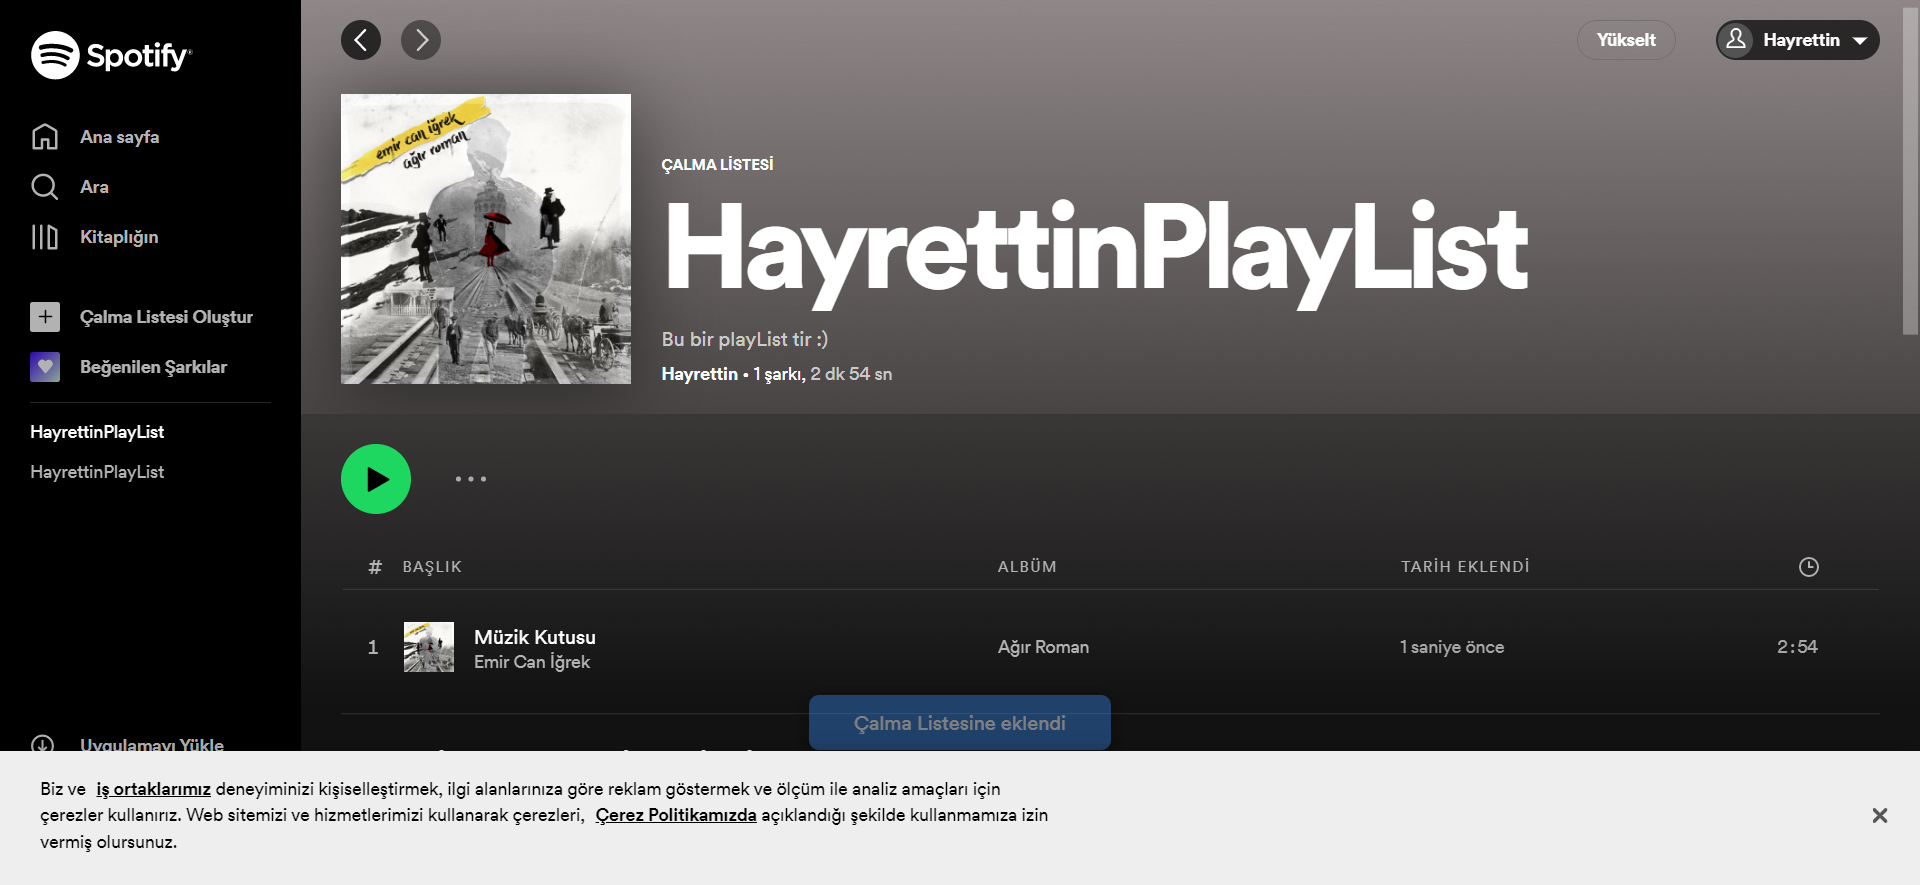 Spotify
Ana sayfa
Ara
Kitaplığın
Çalma Listesi Oluştur
Beğenilen Şarkılar
HayrettinPlayList
HayrettinPlayList
Uygulamayı Yükle
Yükselt
Hayrettin
emir can iğrek
ağır roman
ÇALMA LİSTESİ
HayrettinPlayList
Bu bir playList tir :)
Hayrettin • 1 şarkı, 2 dk 54 sn
# BAŞLIK ALBÜM TARİH EKLENDİ
1 Müzik Kutusu Ağır Roman 1 saniye önce 2:54
Emir Can İğrek
Çalma Listesine eklendi
Biz ve iş ortaklarımız deneyiminizi kişiselleştirmek, ilgi alanlarınıza göre reklam göstermek ve ölçüm ile analiz amaçları için
çerezler kullanırız. Web sitemizi ve hizmetlerimizi kullanarak çerezleri, Çerez Politikamızda açıklandığı şekilde kullanmamıza izin
vermiş olursunuz.